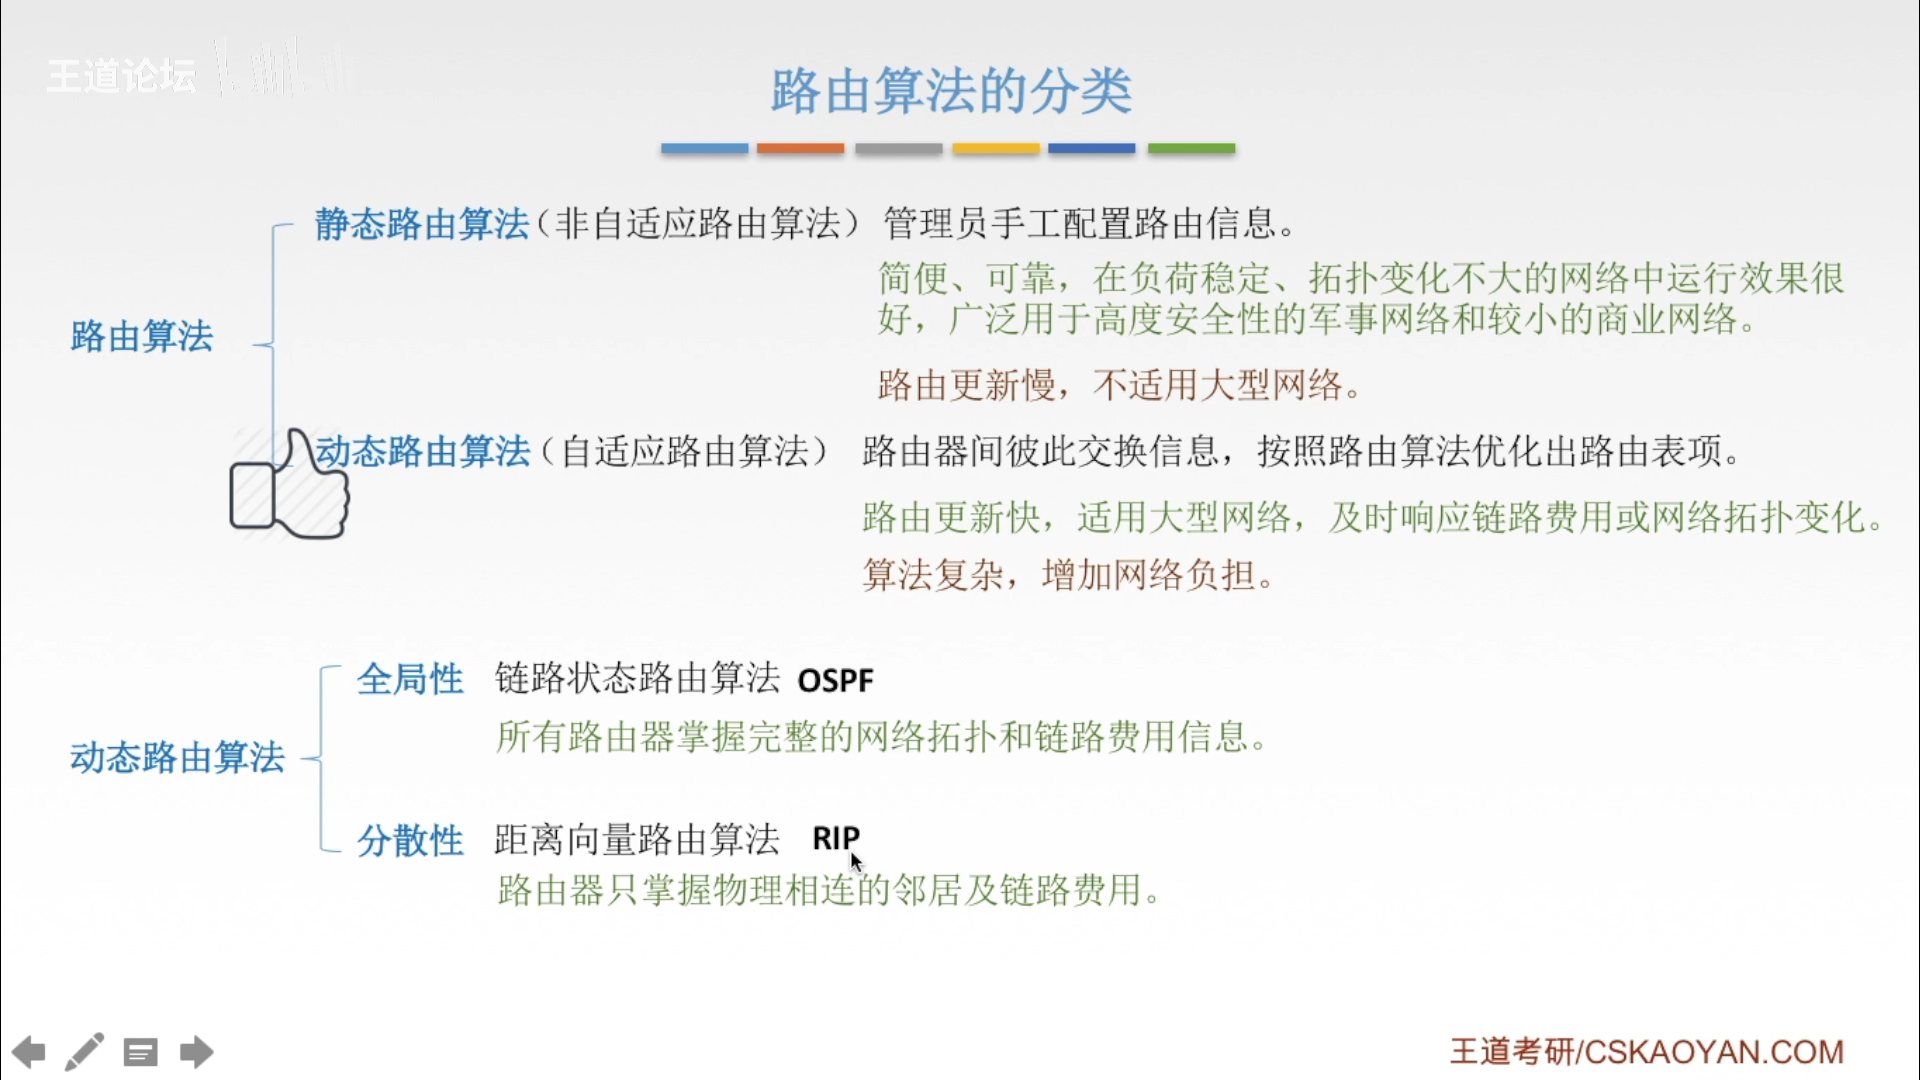 王道论坛
路由算法的分类
静态路由算法（非自适应路由算法） 管理员手工配置路由信息。
简便、可靠，在负荷稳定、拓扑变化不大的网络中运行效果很
好，广泛用于高度安全性的军事网络和较小的商业网络。
路由算法
路由更新慢，不适用大型网络。
动态路由算法（自适应路由算法） 路由器间彼此交换信息，按照路由算法优化出路由表项。
路由更新快，适用大型网络，及时响应链路费用或网络拓扑变化。
算法复杂，增加网络负担。
全局性 链路状态路由算法 OSPF
所有路由器掌握完整的网络拓扑和链路费用信息。
动态路由算法
分散性 距离向量路由算法 RIP
路由器只掌握物理相连的邻居及链路费用。
王道考研/CSKAOYAN.COM